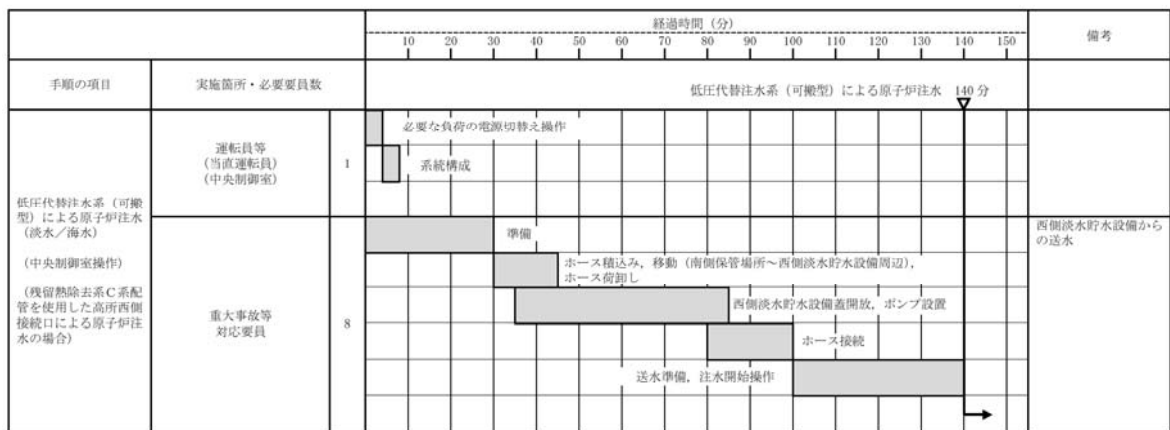 経過時間（分）
備考
10 20 30 40 50 60 70 80 90 100 110 120 130 140 150
手順の項目
実施箇所・必要要員数
低圧代替注水系（可搬型）による原子炉注水 140分
必要な負荷の電源切替え操作
運転員等
（当直運転員）
（中央制御室）
1
系統構成
低圧代替注水系（可搬
型）による原子炉注水
（淡水／海水）
（中央制御室操作）
（残留熱除去系Ｃ系配
管を使用した高所西側
接続口による原子炉注
水の場合）
重大事故等
対応要員
8
準備
ホース積込み，移動（南側保管場所～西側淡水貯水設備周辺），
ホース荷卸し
西側淡水貯水設備蓋開放，ポンプ設置
ホース接続
送水準備，注水開始操作
西側淡水貯水設備から
の送水